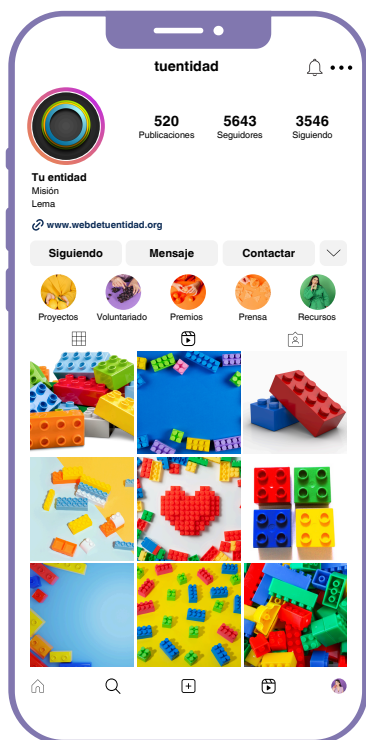 tuentidad
520 5643 3546
Publicaciones Seguidores Siguiendo
Tu entidad
Misión
Lema
www.webdetuentidad.org
Siguiendo Mensaje Contactar
Proyectos Voluntariado Premios Prensa Recursos